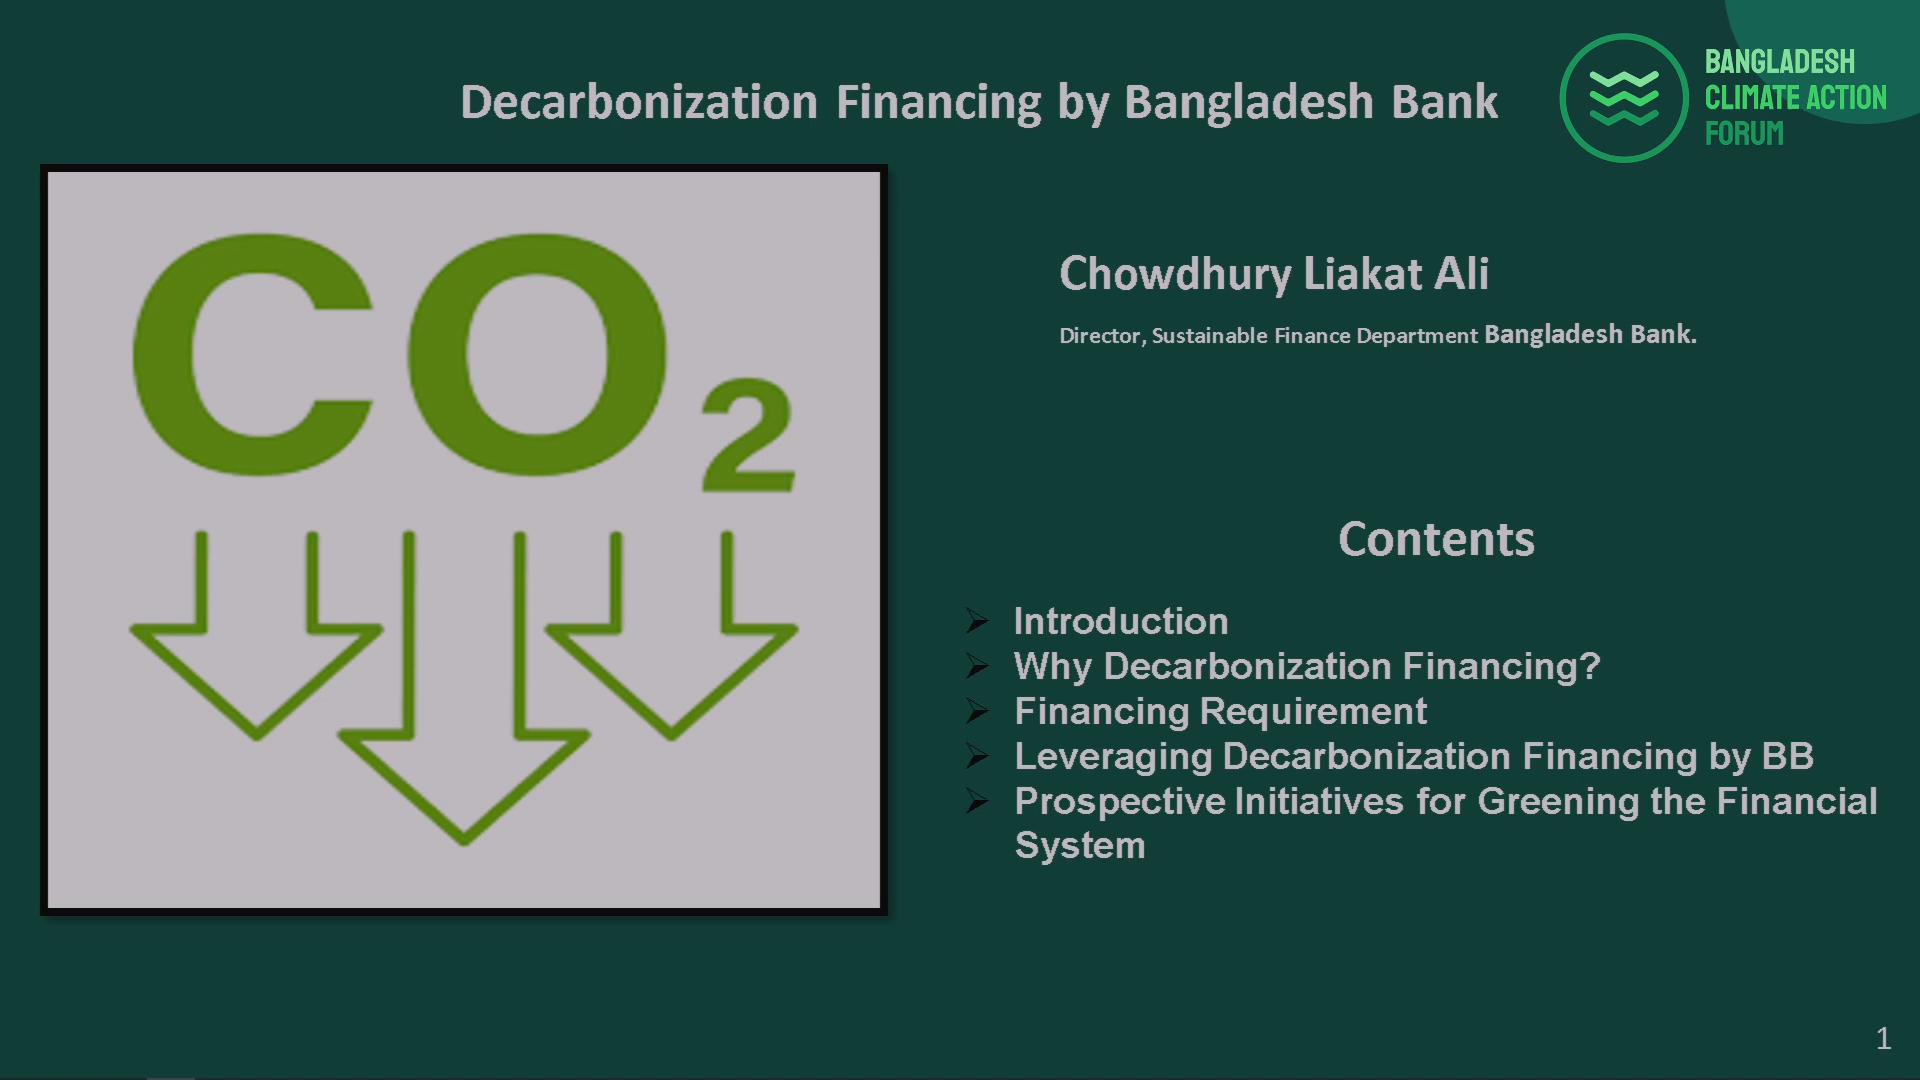 Decarbonization Financing by Bangladesh Bank
BANGLADESH
CLIMATE ACTION
FORUM
CO₂
Chowdhury Liakat Ali
Director, Sustainable Finance Department Bangladesh Bank.
Contents
➢ Introduction
➢ Why Decarbonization Financing?
➢ Financing Requirement
➢ Leveraging Decarbonization Financing by BB
➢ Prospective Initiatives for Greening the Financial
System
1